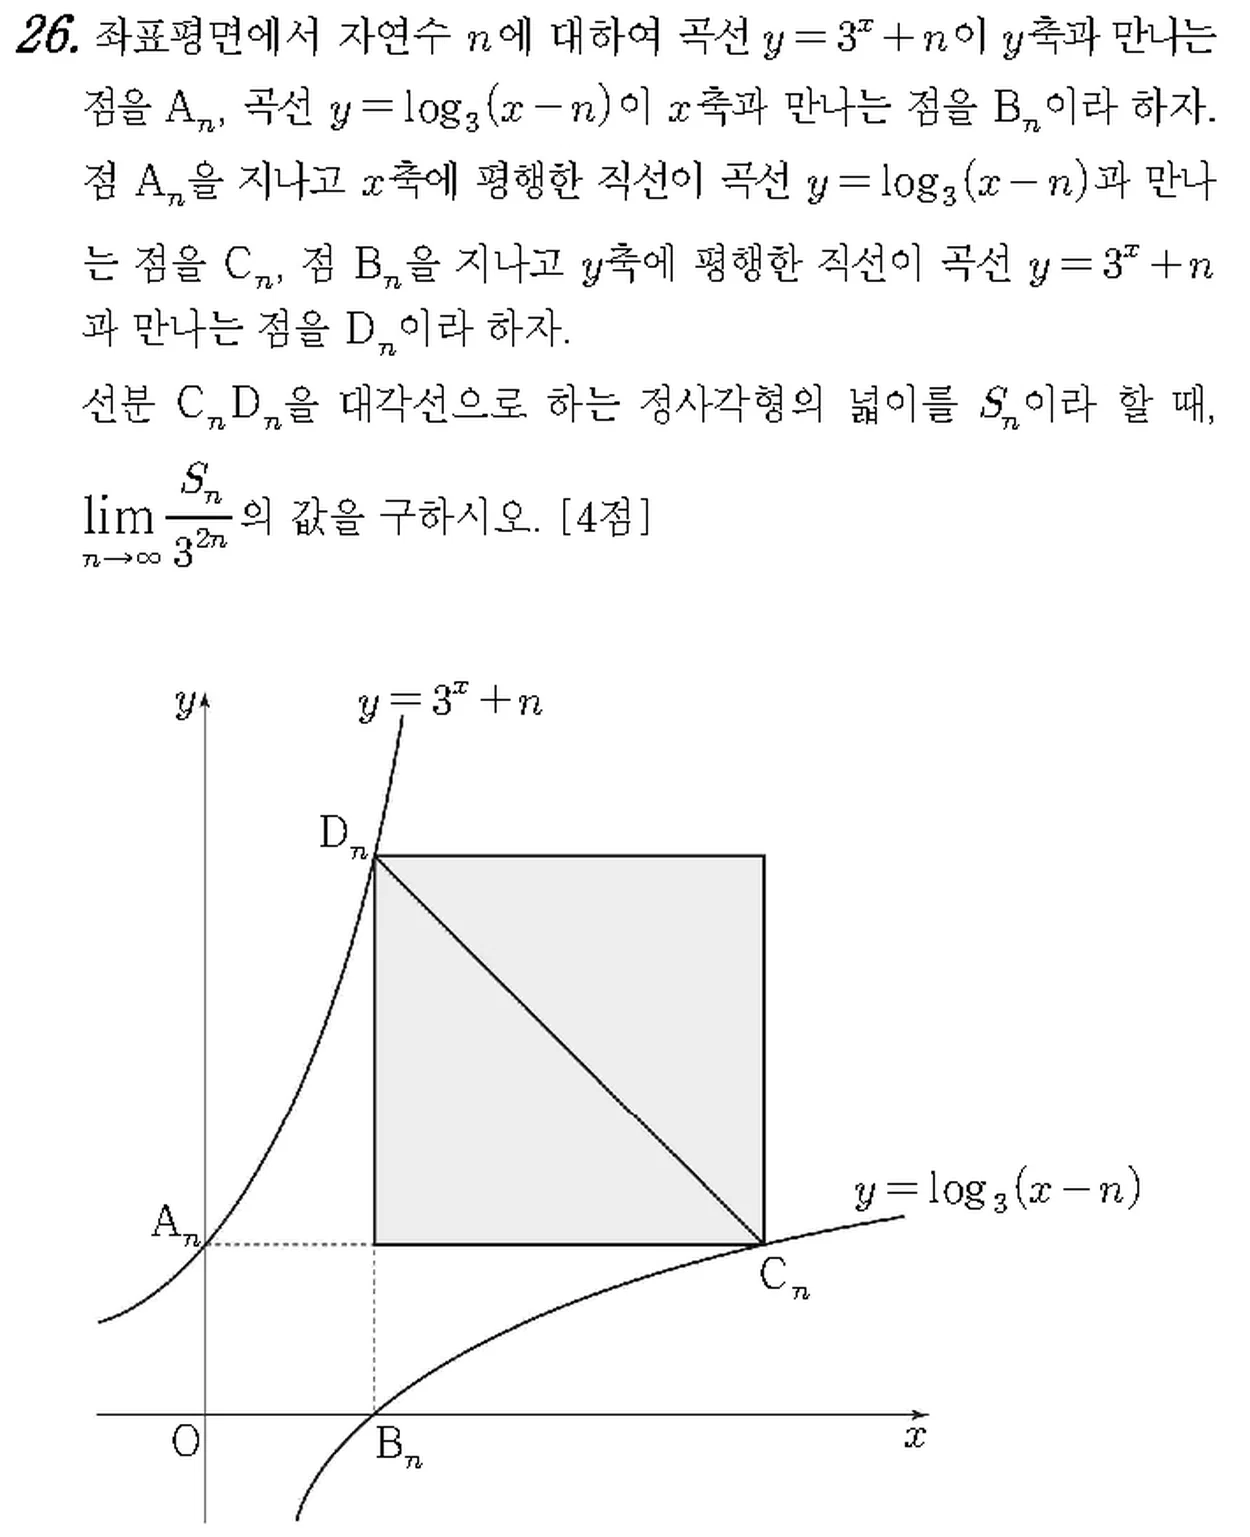 26. 좌표평면에서 자연수 n에 대하여 곡선 y=3^x+n이 y축과 만나는
점을 A_n, 곡선 y=log_3(x-n)이 x축과 만나는 점을 B_n이라 하자.
점 A_n을 지나고 x축에 평행한 직선이 곡선 y=log_3(x-n)과 만나
는 점을 C_n, 점 B_n을 지나고 y축에 평행한 직선이 곡선 y=3^x+n
과 만나는 점을 D_n이라 하자.
선분 C_nD_n을 대각선으로 하는 정사각형의 넓이를 S_n이라 할 때,
lim_{n→∞} S_n/3^{2n}의 값을 구하시오. [4점]
y
y=3^x+n
D_n
y=log_3(x-n)
A_n
C_n
O
B_n
x